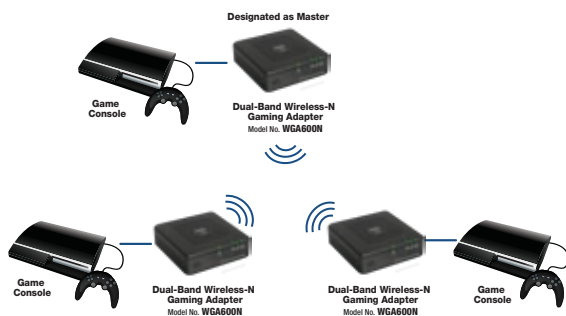 Designated as Master
Game
Console
Dual-Band Wireless-N
Gaming Adapter
Model No. WGA600N
Game
Console
Dual-Band Wireless-N
Gaming Adapter
Model No. WGA600N
Dual-Band Wireless-N
Gaming Adapter
Model No. WGA600N
Game
Console